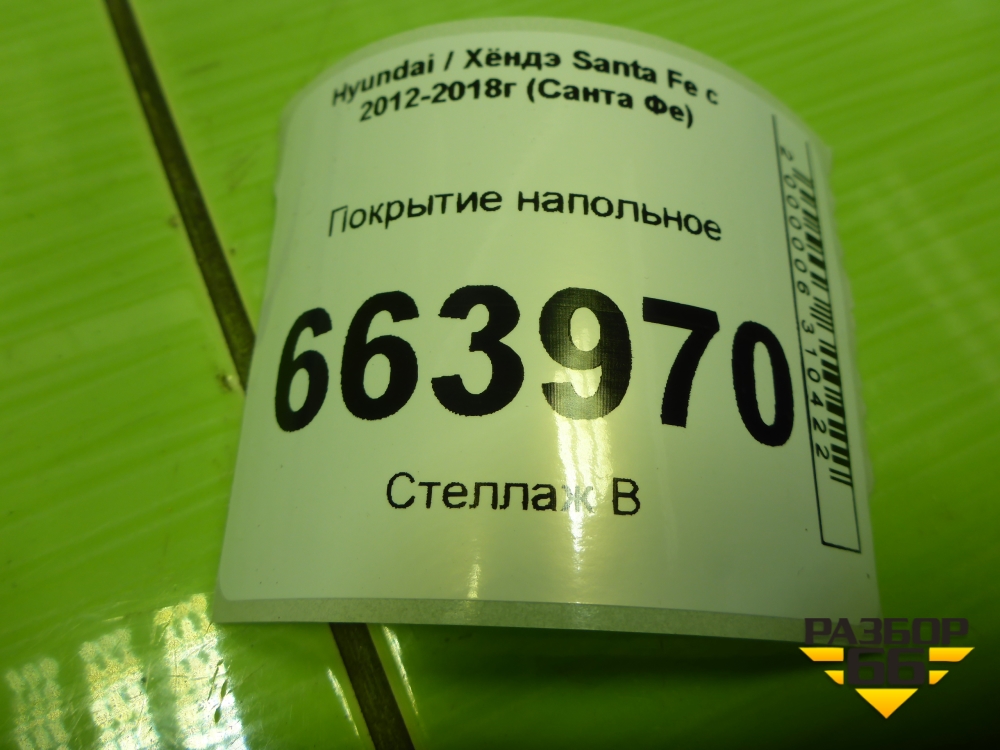 Hyundai / Хёндэ Santa Fe с
2012-2018г (Санта Фе)
Покрытие напольное
663970
Стеллаж В
2000006310422
РАЗБОР
66